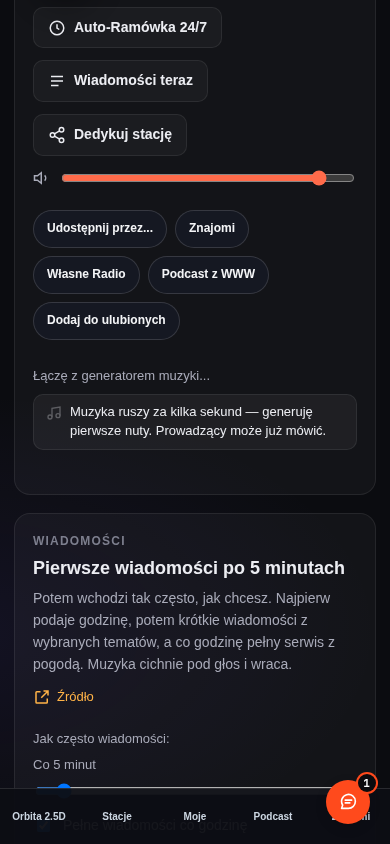 Auto-Ramówka 24/7
Wiadomości teraz
Dedykuj stację
Udostępnij przez...
Znajomi
Własne Radio
Podcast z WWW
Dodaj do ulubionych
Łączę z generatorem muzyki...
Muzyka ruszy za kilka sekund — generuję
pierwsze nuty. Prowadzący może już mówić.
WIADOMOŚCI
Pierwsze wiadomości po 5 minutach
Potem wchodzi tak często, jak chcesz. Najpierw
podaje godzinę, potem krótkie wiadomości z
wybranych tematów, a co godzinę pełny serwis z
pogodą. Muzyka cichnie pod głos i wraca.
Źródło
Jak często wiadomości:
Co 5 minut
1
Orbita 2.5D
Stacje
Moje
Podcast
Pełne wiadomości co godzinę